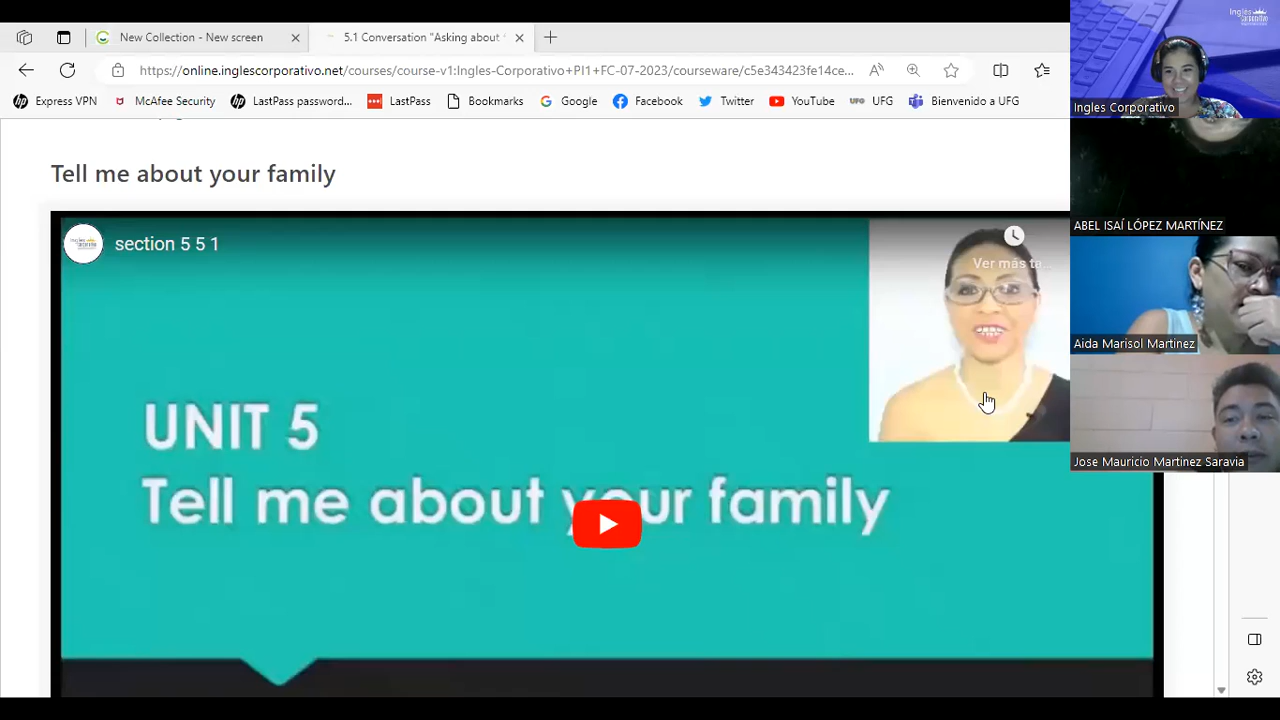 New Collection - New screen
5.1 Conversation "Asking about
https://online.inglescorporativo.net/courses/course-v1:Ingles-Corporativo+PI1+FC-07-2023/courseware/c5e343423fe14ce...
Express VPN McAfee Security LastPass password... LastPass Bookmarks Google Facebook Twitter YouTube UFG Bienvenido a UFG
Tell me about your family
section 5 5 1
Ver más ta...
UNIT 5
Tell me about your family
Ingles Corporativo
ABEL ISAÍ LÓPEZ MARTÍNEZ
Aida Marisol Martinez
Jose Mauricio Martinez Saravia